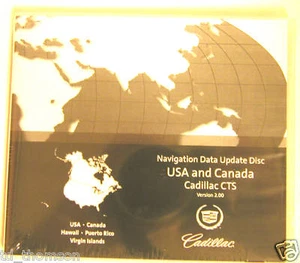 Navigation Data Update Disc
USA and Canada
Cadillac CTS
Version 2.00
USA • Canada
Hawaii • Puerto Rico
Virgin Islands
Cadillac
td_thomson